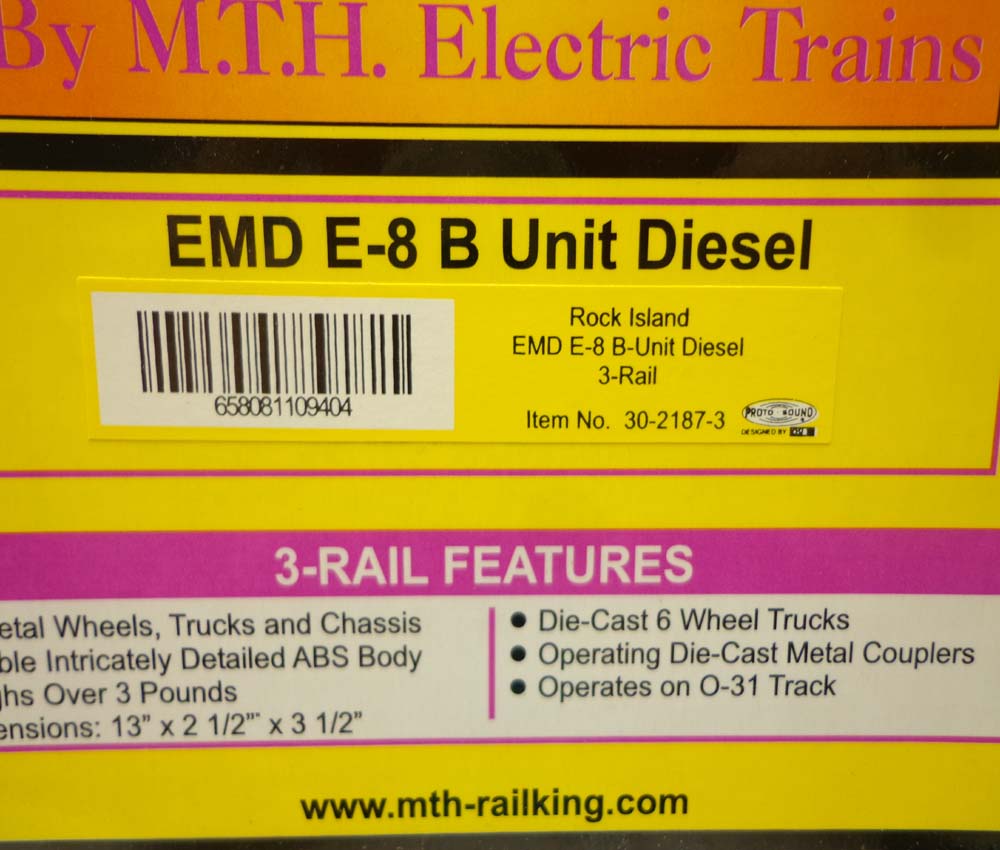 By M.T.H. Electric Trains
EMD E-8 B Unit Diesel
Rock Island
EMD E-8 B-Unit Diesel
3-Rail
658081109404
Item No. 30-2187-3
PROTO SOUND
DESIGNED BY
3-RAIL FEATURES
etal Wheels, Trucks and Chassis
ble Intricately Detailed ABS Body
ghs Over 3 Pounds
ensions: 13” x 2 1/2”" x 3 1/2”
• Die-Cast 6 Wheel Trucks
• Operating Die-Cast Metal Couplers
• Operates on O-31 Track
www.mth-railking.com